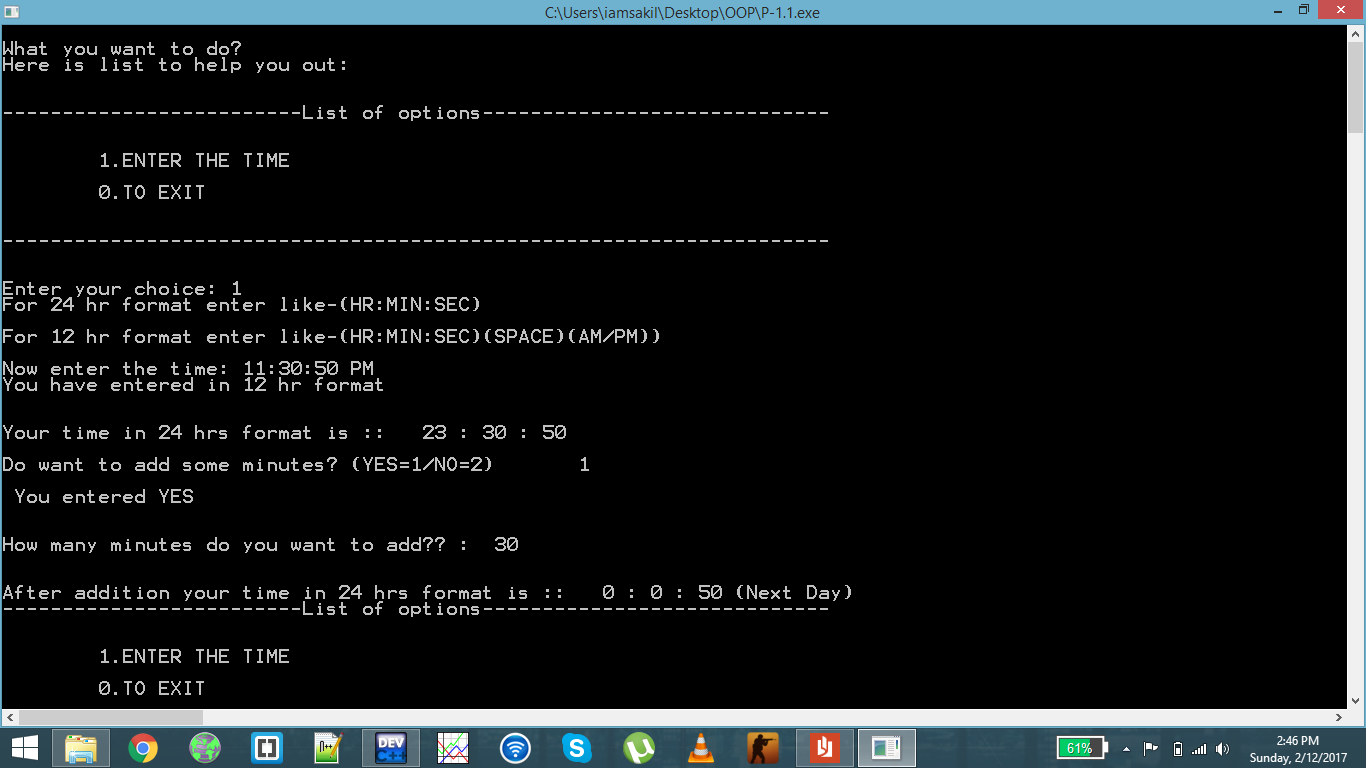 C:\Users\iamsakil\Desktop\OOP\P-1.1.exe
What you want to do?
Here is list to help you out:
-------------------------List of options-----------------------------
1.ENTER THE TIME
0.TO EXIT
---------------------------------------------------------------------
Enter your choice: 1
For 24 hr format enter like-(HR:MIN:SEC)
For 12 hr format enter like-(HR:MIN:SEC)(SPACE)(AM/PM))
Now enter the time: 11:30:50 PM
You have entered in 12 hr format
Your time in 24 hrs format is ::   23 : 30 : 50
Do want to add some minutes? (YES=1/NO=2)       1
You entered YES
How many minutes do you want to add?? :  30
After addition your time in 24 hrs format is ::   0 : 0 : 50 (Next Day)
-------------------------List of options-----------------------------
1.ENTER THE TIME
0.TO EXIT
N++
DEV
C++
S
µ
61%
2:46 PM
Sunday, 2/12/2017